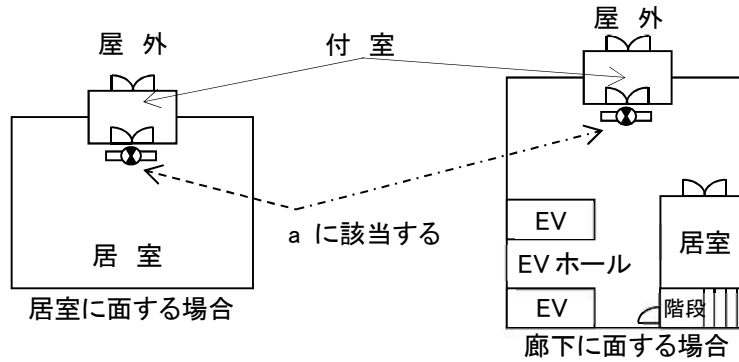 屋 外
付 室
屋 外
a に該当する
居 室
居室に面する場合
EV
EV ホール
EV
居室
階段
廊下に面する場合